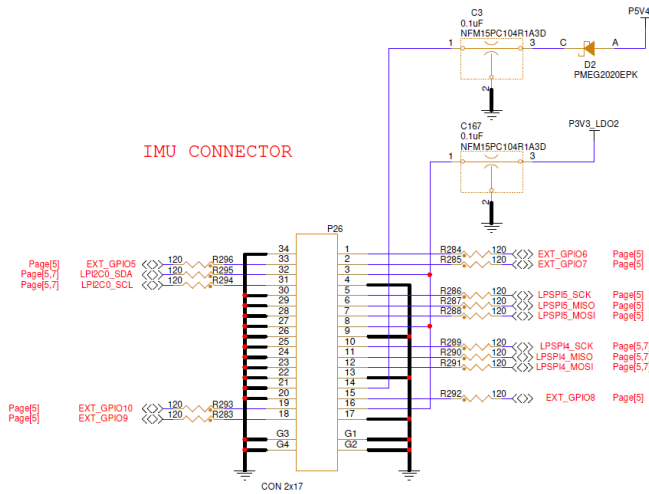 C3
0.1uF
NFM15PC104R1A3D
P5V4
1
3
C
A
2
D2
PMEG2020EPK
C167
0.1uF
NFM15PC104R1A3D
P3V3_LDO2
1
3
2
IMU CONNECTOR
P26
34
1
R284
120
EXT_GPIO6
Page[5]
Page[5]
EXT_GPIO5
120
R296
33
2
R285
120
EXT_GPIO7
Page[5]
Page[5,7]
LPI2C0_SDA
120
R295
32
3
Page[5,7]
LPI2C0_SCL
120
R294
31
4
30
5
R286
120
LPSPI5_SCK
Page[5]
29
6
R287
120
LPSPI5_MISO
Page[5]
28
7
R288
120
LPSPI5_MOSI
Page[5]
27
8
26
9
25
10
R289
120
LPSPI4_SCK
Page[5,7
24
11
R290
120
LPSPI4_MISO
Page[5,7
23
12
R291
120
LPSPI4_MOSI
Page[5,7
22
13
21
14
20
15
R292
120
EXT_GPIO8
Page[5]
Page[5]
EXT_GPIO10
120
R293
19
16
Page[5]
EXT_GPIO9
120
R283
18
17
G3
G1
G4
G2
CON 2x17